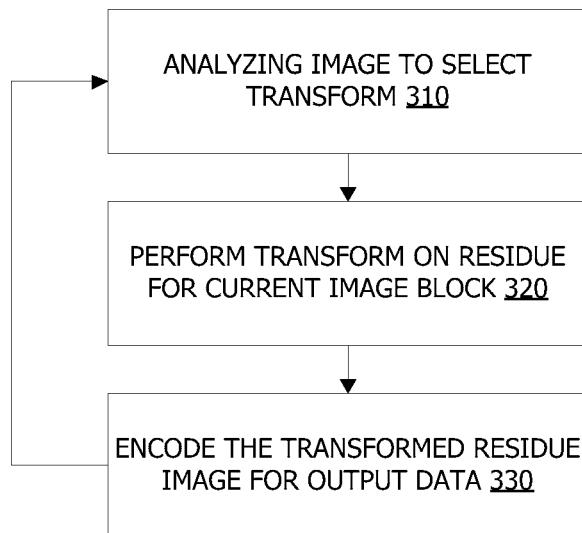 ANALYZING IMAGE TO SELECT
TRANSFORM 310
PERFORM TRANSFORM ON RESIDUE
FOR CURRENT IMAGE BLOCK 320
ENCODE THE TRANSFORMED RESIDUE
IMAGE FOR OUTPUT DATA 330